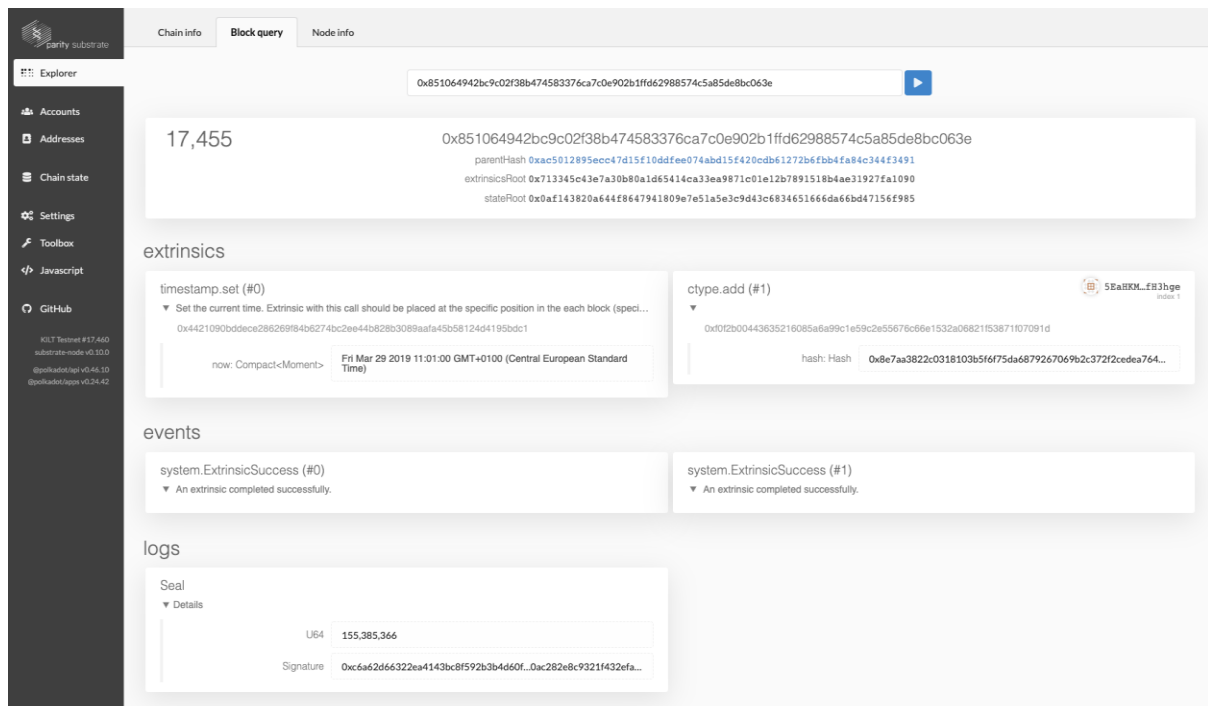 parity substrate
Explorer
Accounts
Addresses
Chain state
Settings
Toolbox
Javascript
GitHub
KILT Testnet #17,460
substrate-node v0.10.0
@polkadot/api v0.46.10
@polkadot/apps v0.24.42
Chain info
Block query
Node info
0x851064942bc9c02f38b474583376ca7c0e902b1ffd62988574c5a85de8bc063e
17,455
0x851064942bc9c02f38b474583376ca7c0e902b1ffd62988574c5a85de8bc063e
parentHash 0xac5012895ecc47d15f10ddfee074abd15f420cdb61272b6fbb4fa84c344f3491
extrinsicsRoot 0x713345c43e7a30b80a1d65414ca33ea9871c01e12b7891518b4ae31927fa1090
stateRoot 0x0af143820a644f8647941809e7e51a5e3c9d43c6834651666da66bd47156f985
extrinsics
timestamp.set (#0)
Set the current time. Extrinsic with this call should be placed at the specific position in the each block (speci...
0x4421090bddece286269f84b6274bc2ee44b828b3089aafa45b58124d4195bdc1
now: Compact<Moment>
Fri Mar 29 2019 11:01:00 GMT+0100 (Central European Standard
Time)
ctype.add (#1)
5EaHKM…fH3hge
index 1
0xf0f2b00443635216085a6a99c1e59c2e55676c66e1532a06821f53871f07091d
hash: Hash
0x8e7aa3822c0318103b5f6f75da6879267069b2c372f2cedea764...
events
system.ExtrinsicSuccess (#0)
An extrinsic completed successfully.
system.ExtrinsicSuccess (#1)
An extrinsic completed successfully.
logs
Seal
Details
U64
155,385,366
Signature
0xc6a62d66322ea4143bc8f592b3b4d60f...0ac282e8c9321f432efa...